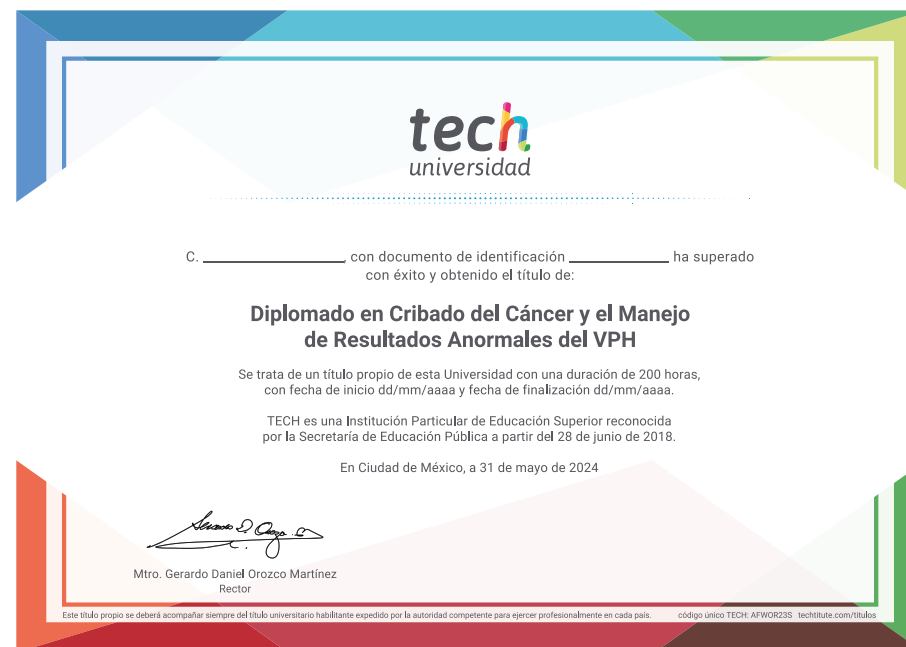 tech
universidad
C. ____________, con documento de identificación ____________ ha superado
con éxito y obtenido el título de:
Diplomado en Cribado del Cáncer y el Manejo
de Resultados Anormales del VPH
Se trata de un título propio de esta Universidad con una duración de 200 horas,
con fecha de inicio dd/mm/aaaa y fecha de finalización dd/mm/aaaa.
TECH es una Institución Particular de Educación Superior reconocida
por la Secretaría de Educación Pública a partir del 28 de junio de 2018.
En Ciudad de México, a 31 de mayo de 2024
Mtro. Gerardo Daniel Orozco Martínez
Rector
Este título propio se deberá acompañar siempre del título universitario habilitante expedido por la autoridad competente para ejercer profesionalmente en cada país. código único TECH: AFWOR23S techtitute.com/titulos